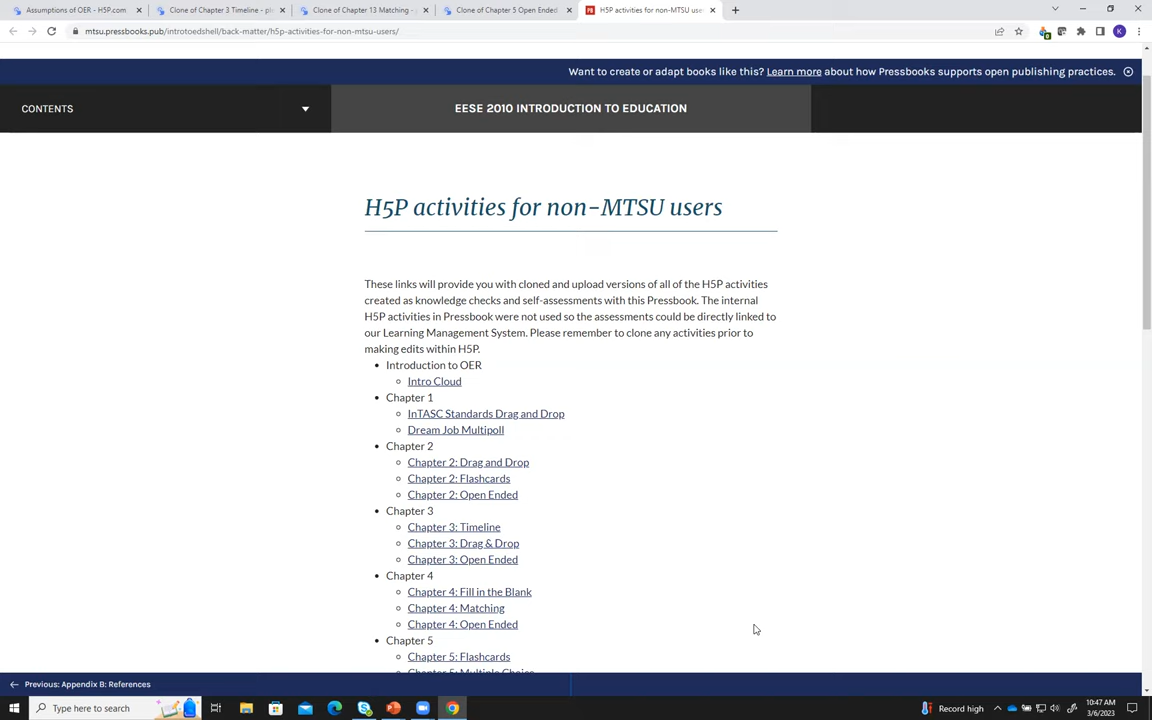 Assumptions of OER - H5P.com
Clone of Chapter 3 Timeline - pl
Clone of Chapter 13 Matching -
Clone of Chapter 5 Open Ended
H5P activities for non-MTSU user
mtsu.pressbooks.pub/introtoedshell/back-matter/h5p-activities-for-non-mtsu-users/
K
Want to create or adapt books like this? Learn more about how Pressbooks supports open publishing practices.
CONTENTS
EESE 2010 INTRODUCTION TO EDUCATION
H5P activities for non-MTSU users
These links will provide you with cloned and upload versions of all of the H5P activities
created as knowledge checks and self-assessments with this Pressbook. The internal
H5P activities in Pressbook were not used so the assessments could be directly linked to
our Learning Management System. Please remember to clone any activities prior to
making edits within H5P.
Introduction to OER
Intro Cloud
Chapter 1
InTASC Standards Drag and Drop
Dream Job Multipoll
Chapter 2
Chapter 2: Drag and Drop
Chapter 2: Flashcards
Chapter 2: Open Ended
Chapter 3
Chapter 3: Timeline
Chapter 3: Drag & Drop
Chapter 3: Open Ended
Chapter 4
Chapter 4: Fill in the Blank
Chapter 4: Matching
Chapter 4: Open Ended
Chapter 5
Chapter 5: Flashcards
Chapter 5: Multiple Choice
Previous: Appendix B: References
Type here to search
Record high
10:47 AM
3/6/2023